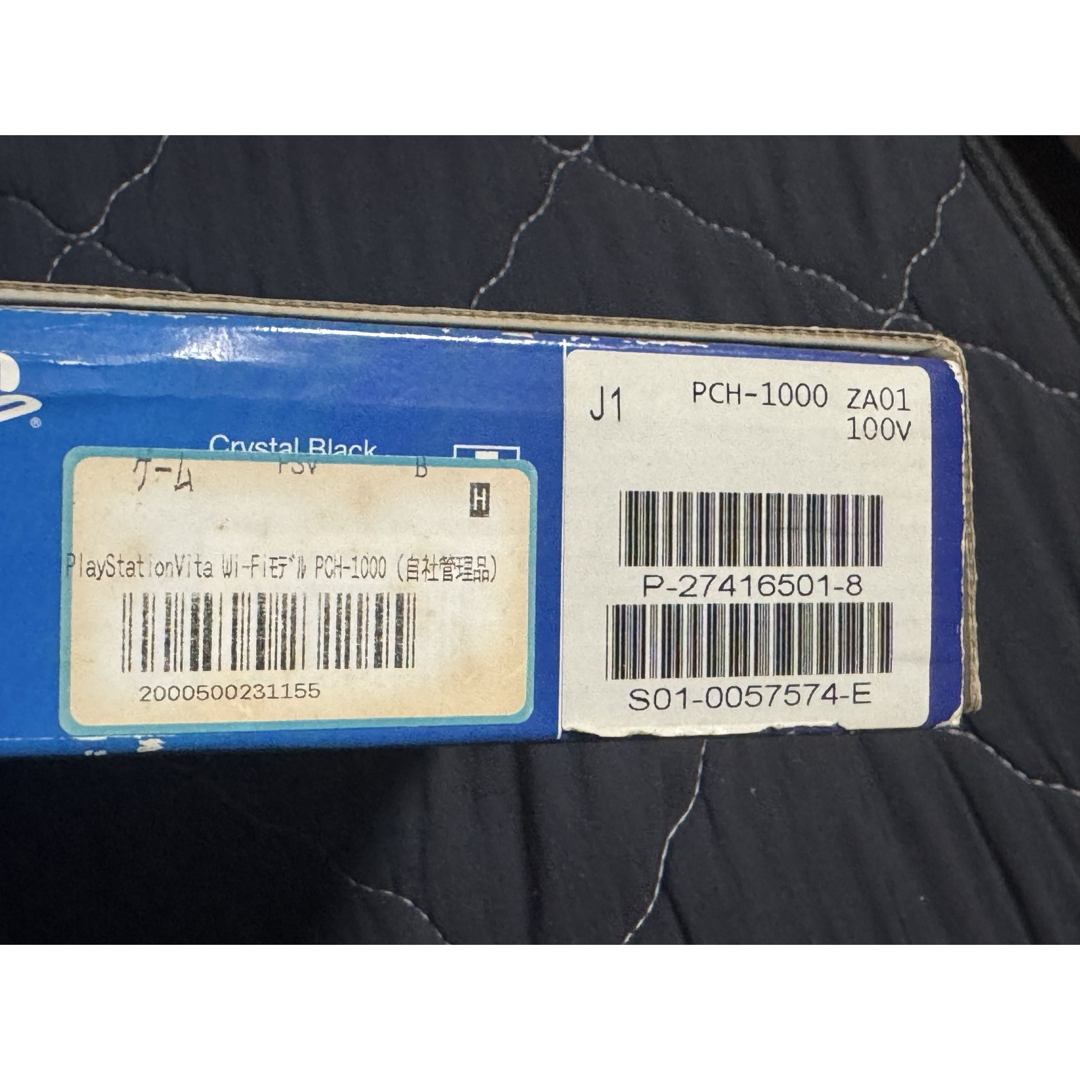 Crystal Black
ゲーム PSV B
H
PlayStationVita Wi-Fiモデル PCH-1000 (自社管理品)
2000500231155
J1 PCH-1000 ZA01
100V
P-27416501-8
S01-0057574-E
®